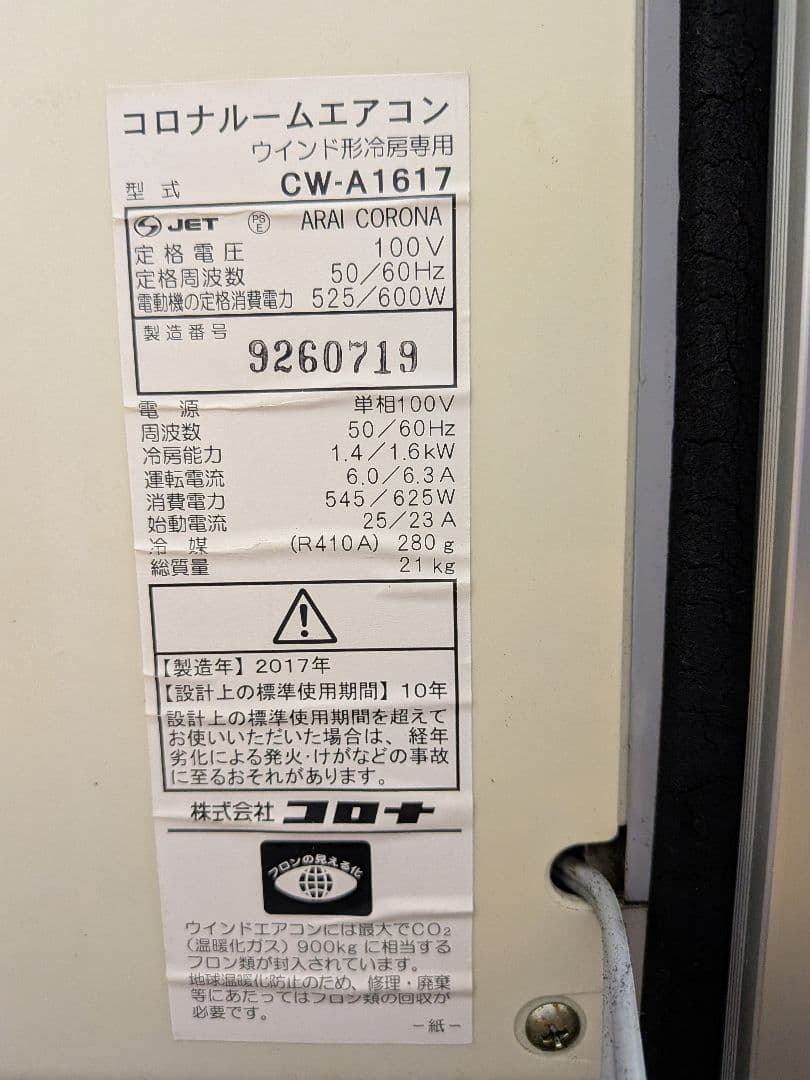 コロナルームエアコン
ウインド形冷房専用
型式 CW-A1617
JET PSE ARAI CORONA
定格電圧 100V
定格周波数 50/60Hz
電動機の定格消費電力 525/600W
製造番号 9260719
電源 単相100V
周波数 50/60Hz
冷房能力 1.4/1.6kW
運転電流 6.0/6.3A
消費電力 545/625W
始動電流 25/23A
冷媒 (R410A) 280g
総質量 21kg
【製造年】2017年
【設計上の標準使用期間】10年
設計上の標準使用期間を超えて
お使いいただいた場合は、経年
劣化による発火・けがなどの事故
に至るおそれがあります。
株式会社 コロナ
フロンの見える化
ウインドエアコンには最大でCO₂
(温暖化ガス) 900kgに相当する
フロン類が封入されています。
地球温暖化防止のため、修理・廃棄
等にあたってはフロン類の回収が
必要です。
－紙－